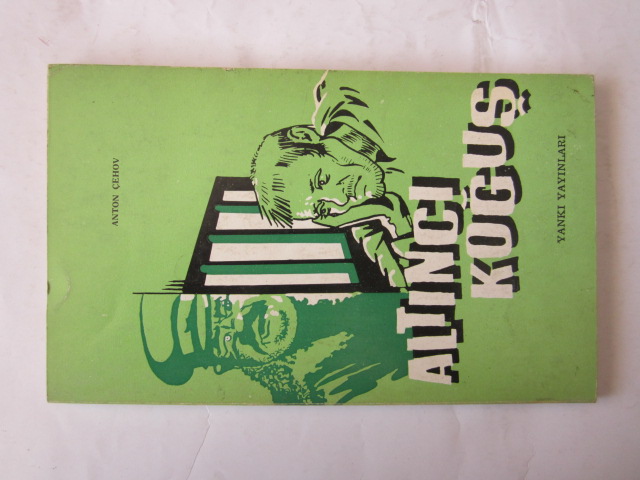 ANTON ÇEHOV
ALTINCI
KOĞUŞ
YANKI YAYINLARI